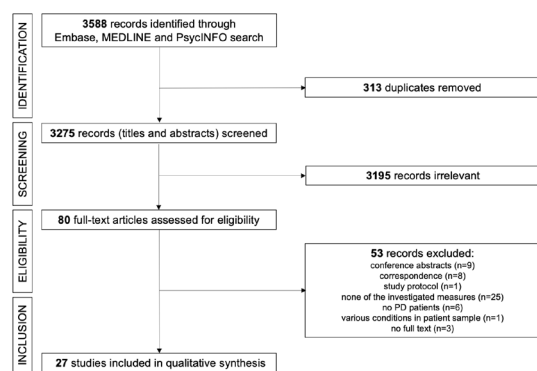 IDENTIFICATION
3588 records identified through
Embase, MEDLINE and PsycINFO search
313 duplicates removed
SCREENING
3275 records (titles and abstracts) screened
3195 records irrelevant
ELIGIBILITY
80 full-text articles assessed for eligibility
53 records excluded:
conference abstracts (n=9)
correspondence (n=8)
study protocol (n=1)
none of the investigated measures (n=25)
no PD patients (n=6)
various conditions in patient sample (n=1)
no full text (n=3)
INCLUSION
27 studies included in qualitative synthesis